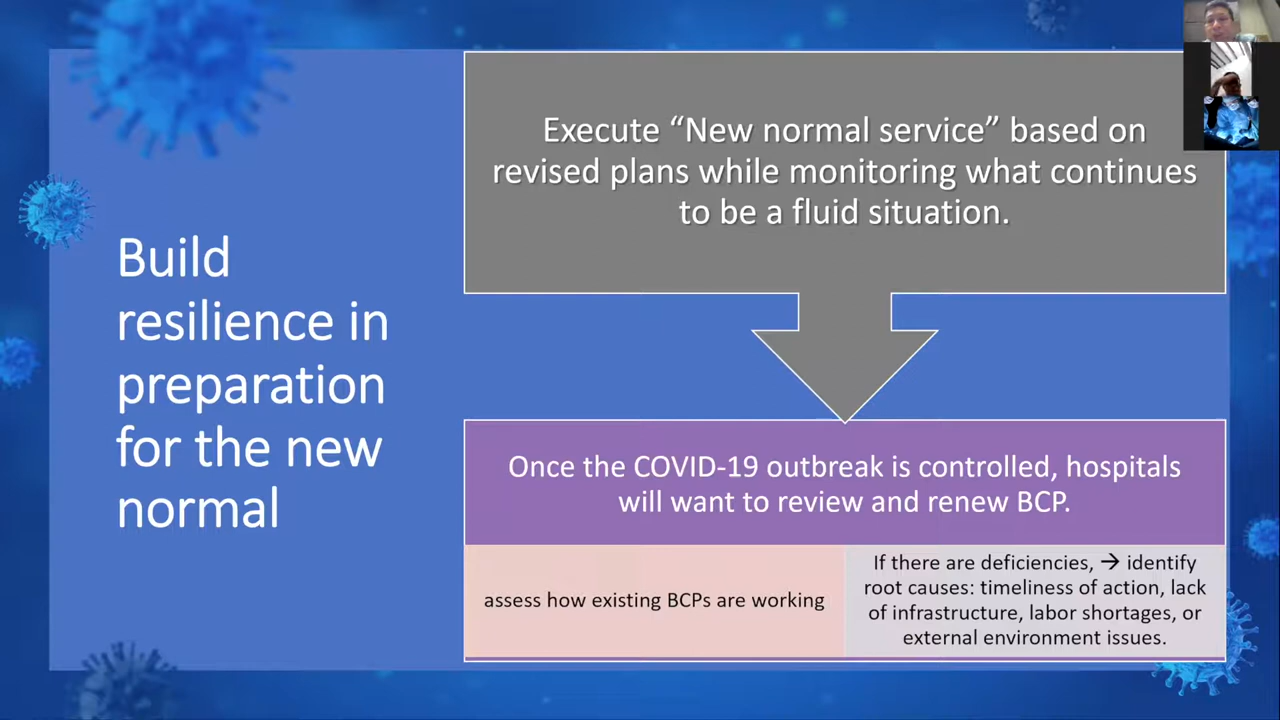 Build
resilience in
preparation
for the new
normal
Execute “New normal service” based on
revised plans while monitoring what continues
to be a fluid situation.
Once the COVID-19 outbreak is controlled, hospitals
will want to review and renew BCP.
assess how existing BCPs are working
If there are deficiencies, → identify
root causes: timeliness of action, lack
of infrastructure, labor shortages, or
external environment issues.